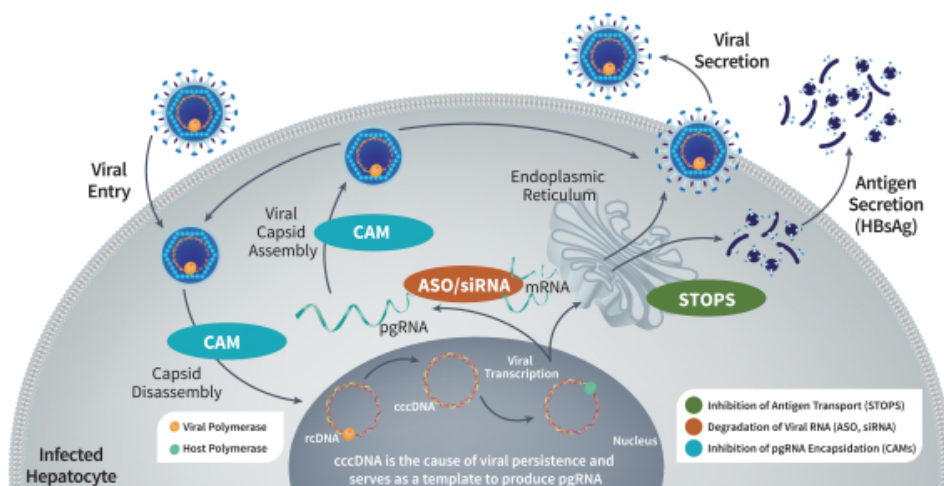 Viral
Secretion
Viral
Entry
Endoplasmic
Reticulum
Antigen
Secretion
(HBsAg)
Viral
Capsid
Assembly
CAM
ASO/siRNA
mRNA
STOPS
pgRNA
CAM
Capsid
Disassembly
Viral
Transcription
cccDNA
rcDNA
Nucleus
Viral Polymerase
Host Polymerase
Inhibition of Antigen Transport (STOPS)
Degradation of Viral RNA (ASO, siRNA)
Inhibition of pgRNA Encapsidation (CAMs)
Infected
Hepatocyte
cccDNA is the cause of viral persistence and
serves as a template to produce pgRNA